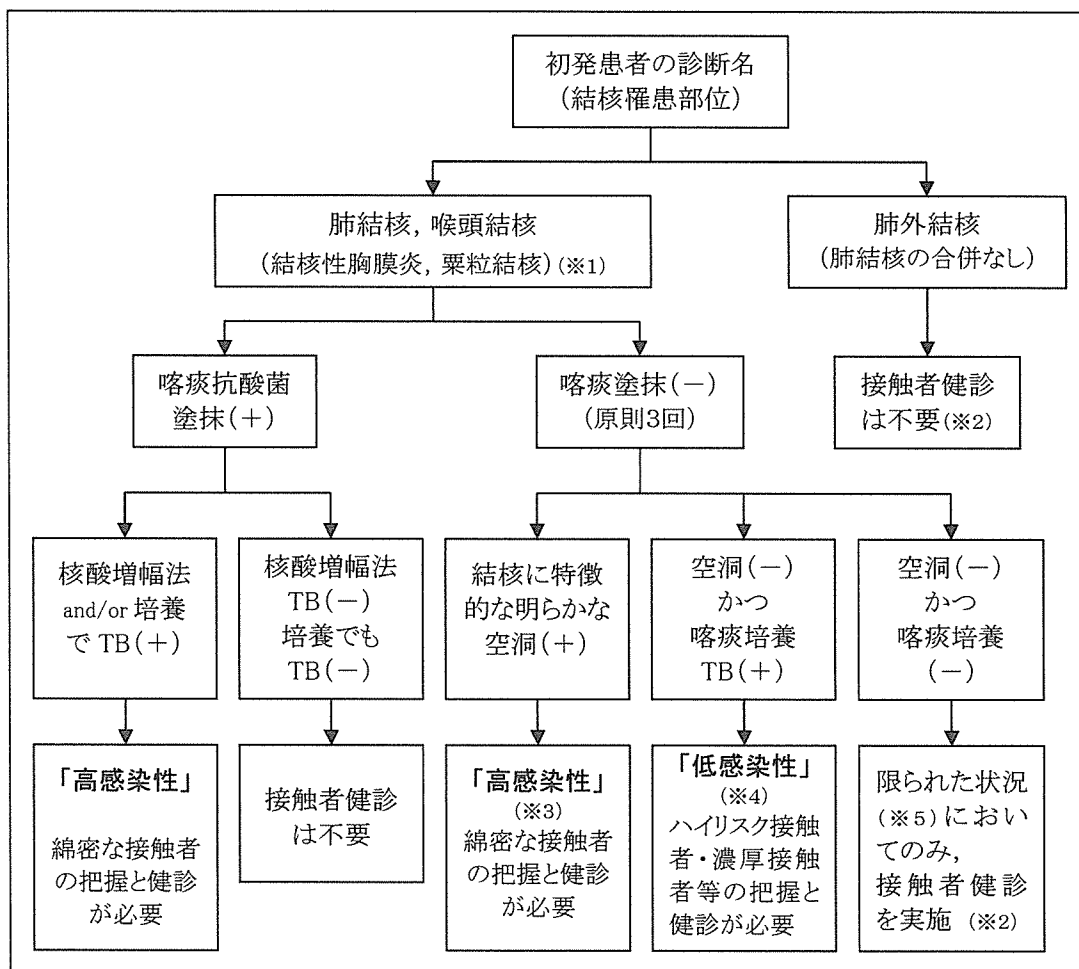 初発患者の診断名
(結核罹患部位)
肺結核, 喉頭結核
(結核性胸膜炎, 粟粒結核)(※1)
肺外結核
(肺結核の合併なし)
喀痰抗酸菌
塗抹(+)
喀痰塗抹(-)
(原則3回)
接触者健診
は不要(※2)
核酸増幅法
and/or 培養
で TB(+)
核酸増幅法
TB(-)
培養でも
TB(-)
結核に特徴
的な明らかな
空洞(+)
空洞(-)
かつ
喀痰培養
TB(+)
空洞(-)
かつ
喀痰培養
(-)
「高感染性」
綿密な接触者
の把握と健診
が必要
接触者健診
は不要
「高感染性」
(※3)
綿密な接触者
の把握と健診
が必要
「低感染性」
(※4)
ハイリスク接触
者・濃厚接触
者等の把握と
健診が必要
限られた状況
(※5)におい
てのみ,
接触者健診
を実施 (※2)